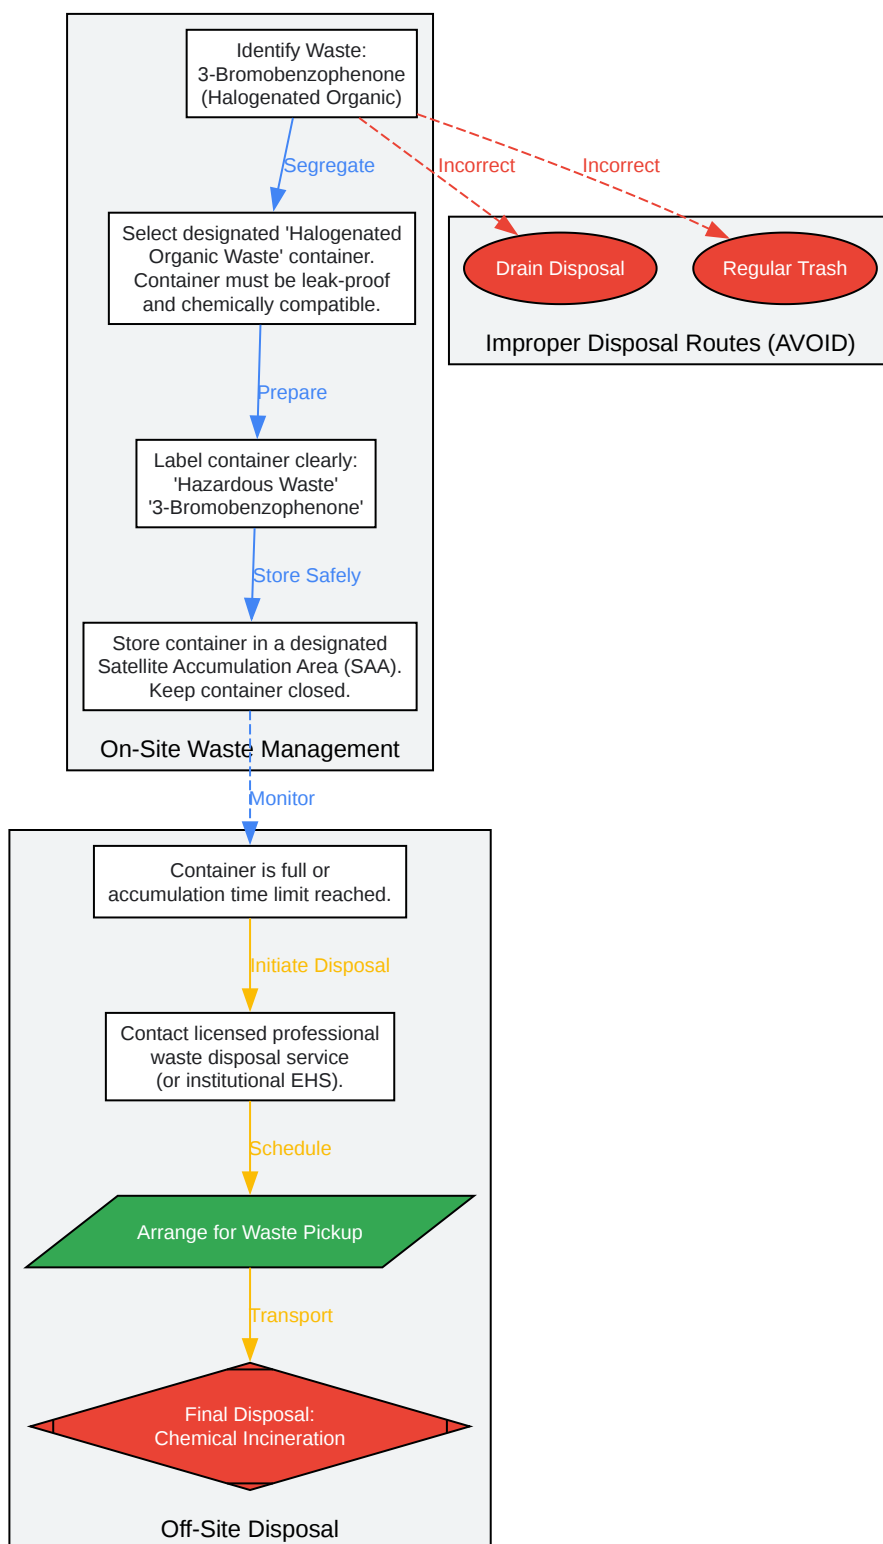 Identify Waste:
3-Bromobenzophenone
(Halogenated Organic)
Segregate
Incorrect
Incorrect
Select designated 'Halogenated
Organic Waste' container.
Container must be leak-proof
and chemically compatible.
Drain Disposal
Regular Trash
Improper Disposal Routes (AVOID)
Prepare
Label container clearly:
'Hazardous Waste'
'3-Bromobenzophenone'
Store Safely
Store container in a designated
Satellite Accumulation Area (SAA).
Keep container closed.
On-Site Waste Management
Monitor
Container is full or
accumulation time limit reached.
Initiate Disposal
Contact licensed professional
waste disposal service
(or institutional EHS).
Schedule
Arrange for Waste Pickup
Transport
Final Disposal:
Chemical Incineration
Off-Site Disposal